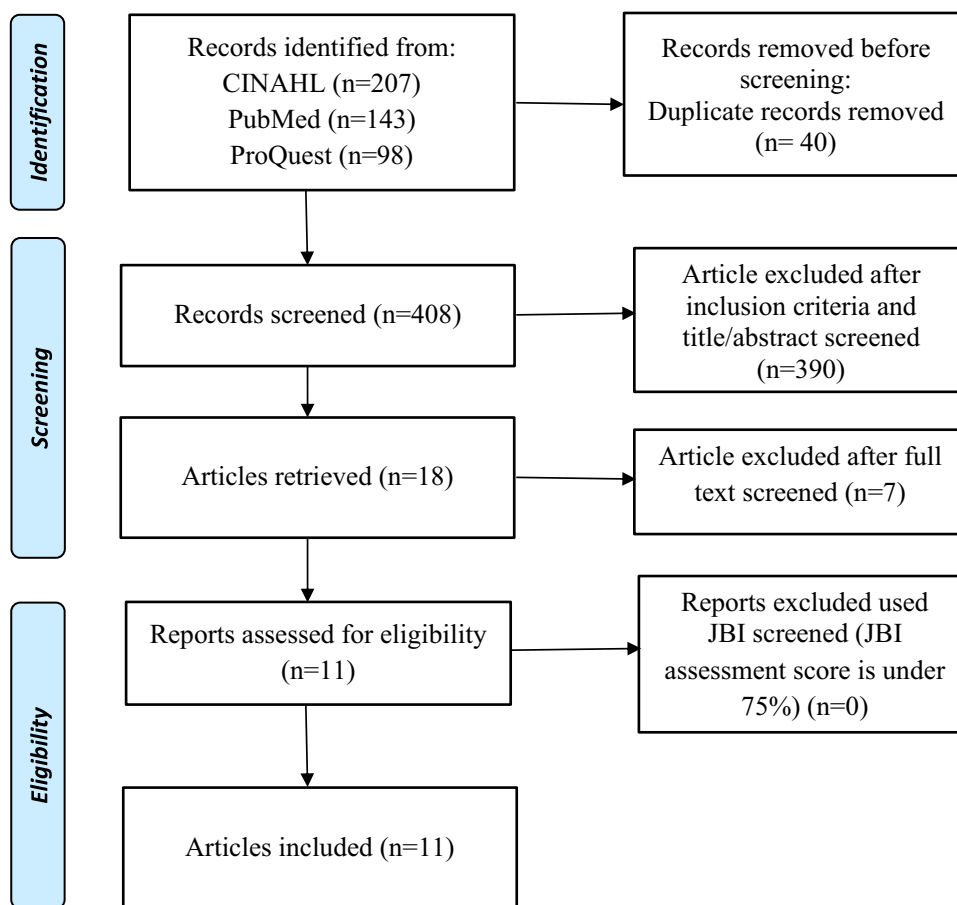 Identification
Records identified from:
CINAHL (n=207)
PubMed (n=143)
ProQuest (n=98)
Records removed before
screening:
Duplicate records removed
(n= 40)
Screening
Records screened (n=408)
Article excluded after
inclusion criteria and
title/abstract screened
(n=390)
Articles retrieved (n=18)
Article excluded after full
text screened (n=7)
Eligibility
Reports assessed for eligibility
(n=11)
Reports excluded used
JBI screened (JBI
assessment score is under
75%) (n=0)
Articles included (n=11)